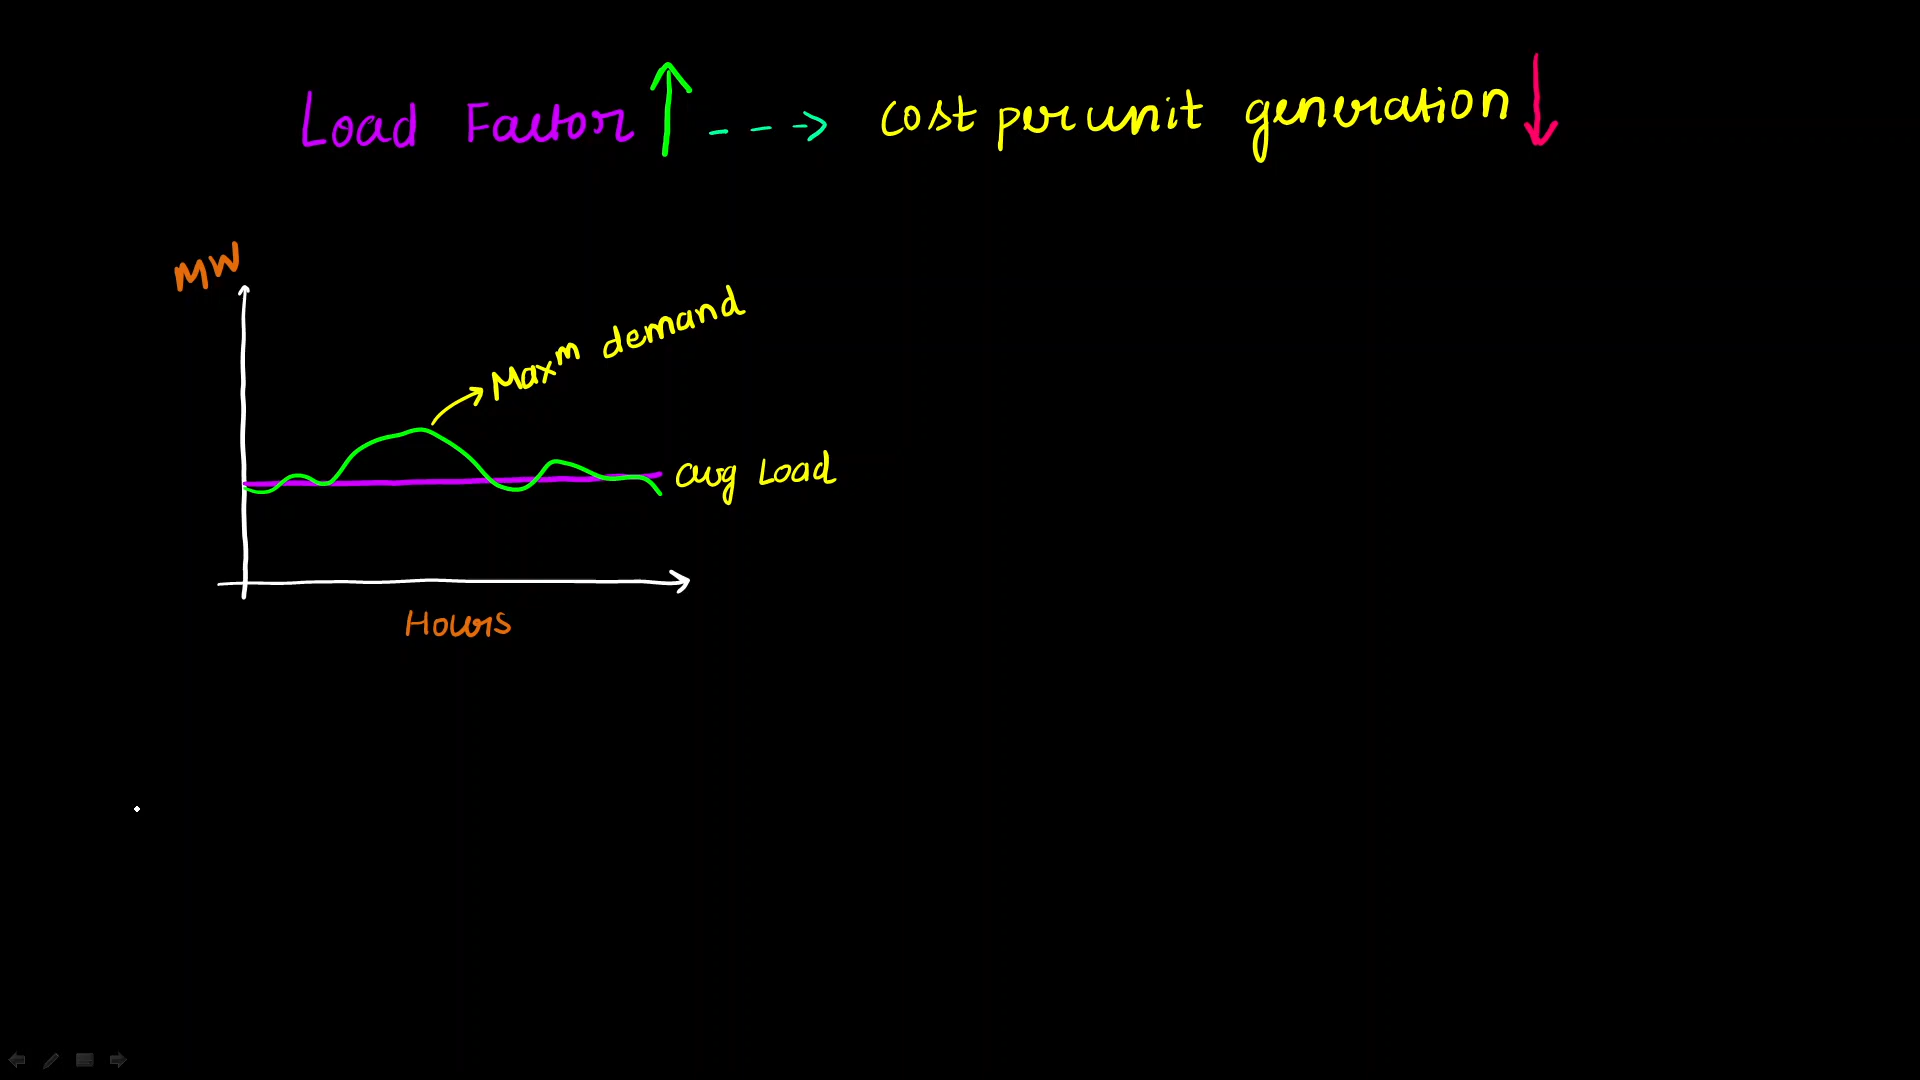 Load Factor ↑ ---> Cost per unit generation ↓
MW
Maxᵐ demand
avg Load
Hours